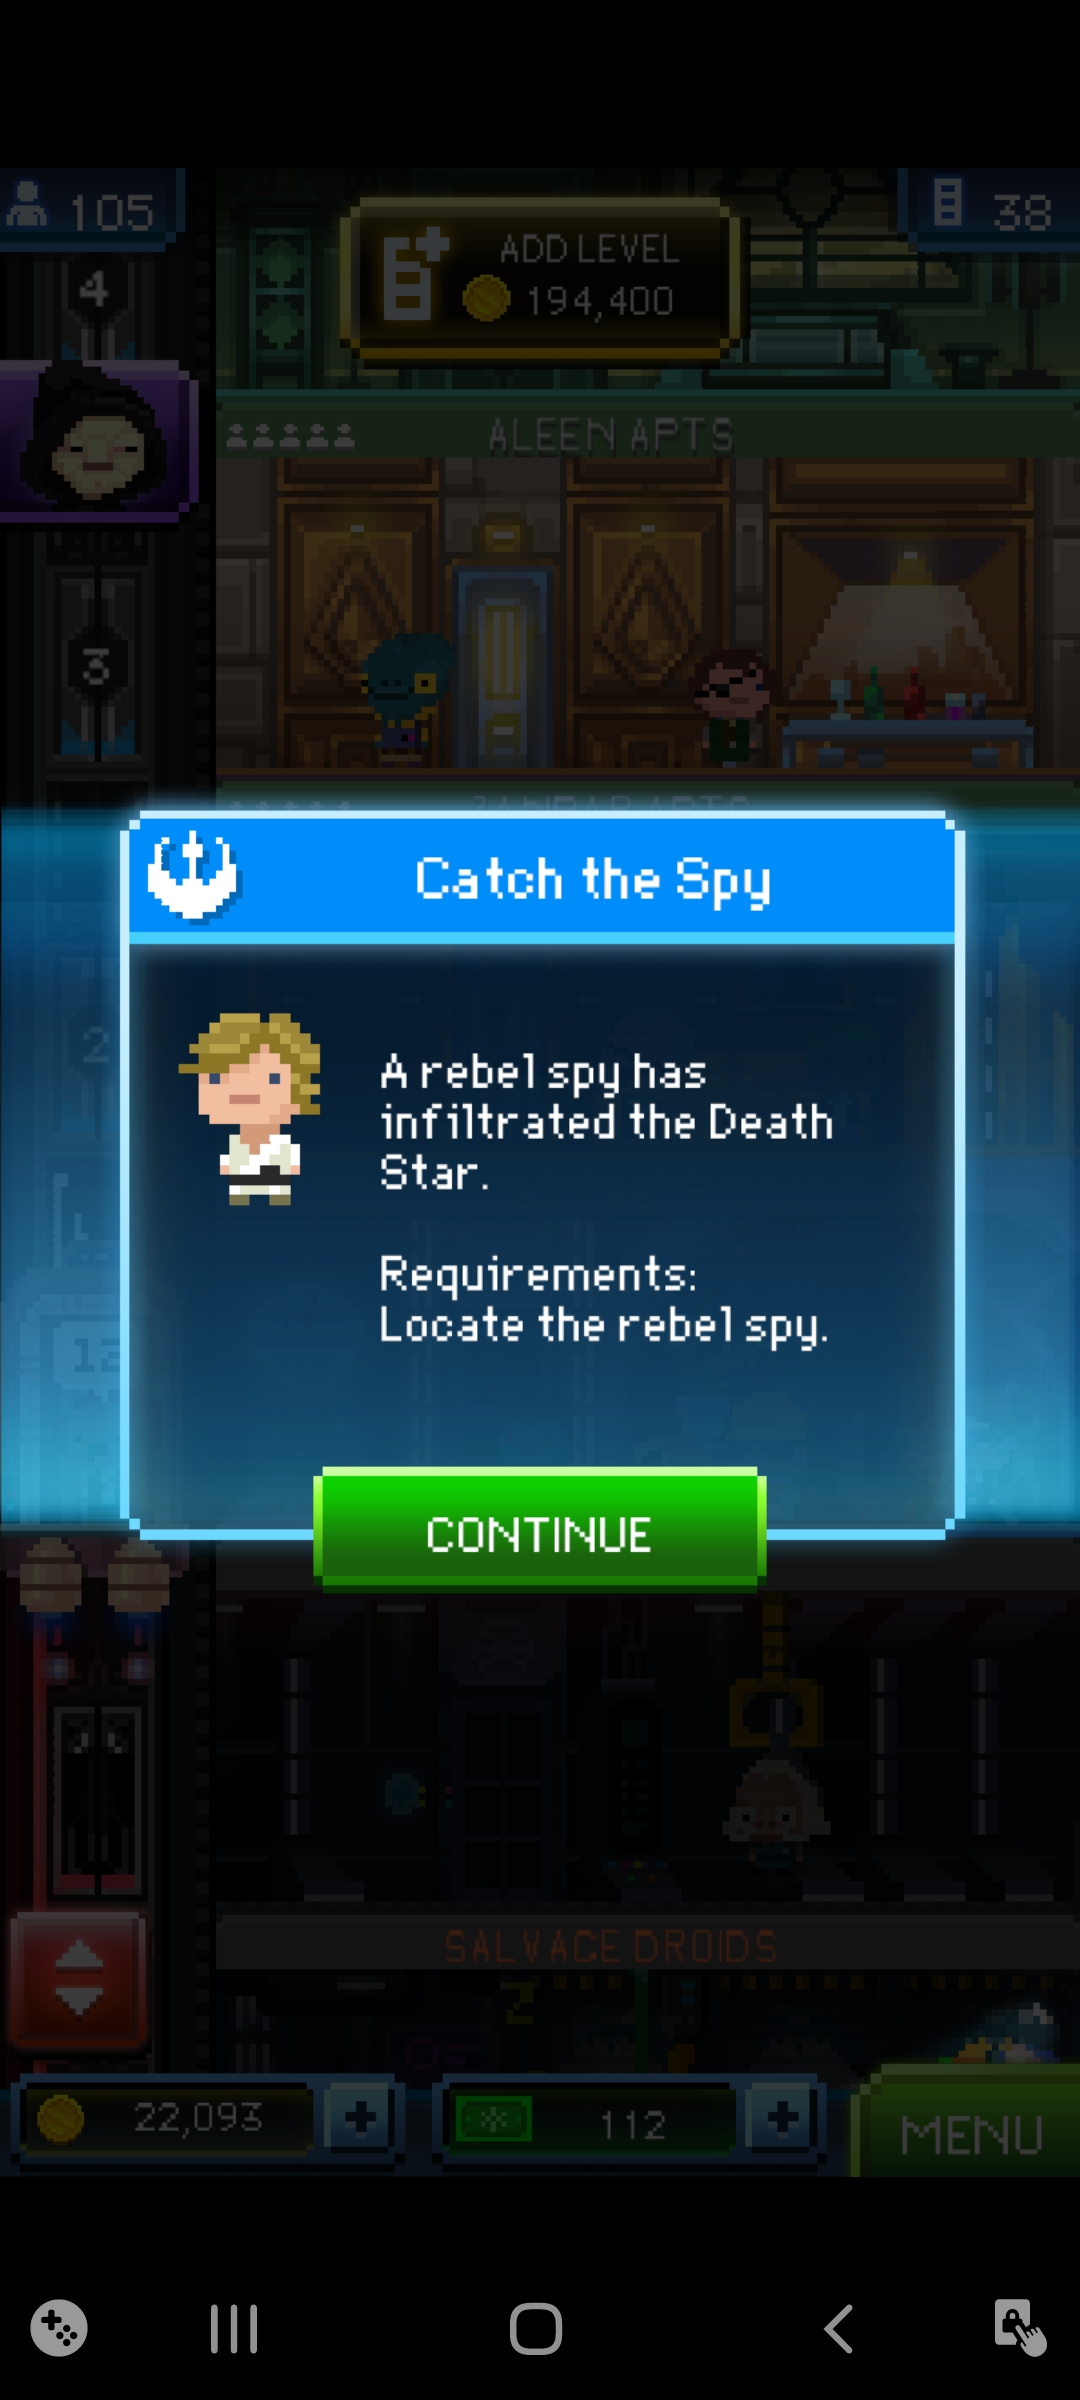 105
38
ADD LEVEL
194,400
4
ALEEN APTS
3
Catch the Spy
2
A rebel spy has
infiltrated the Death
Star.
Requirements:
Locate the rebel spy.
CONTINUE
SALVAGE DROIDS
22,093
112
MENU